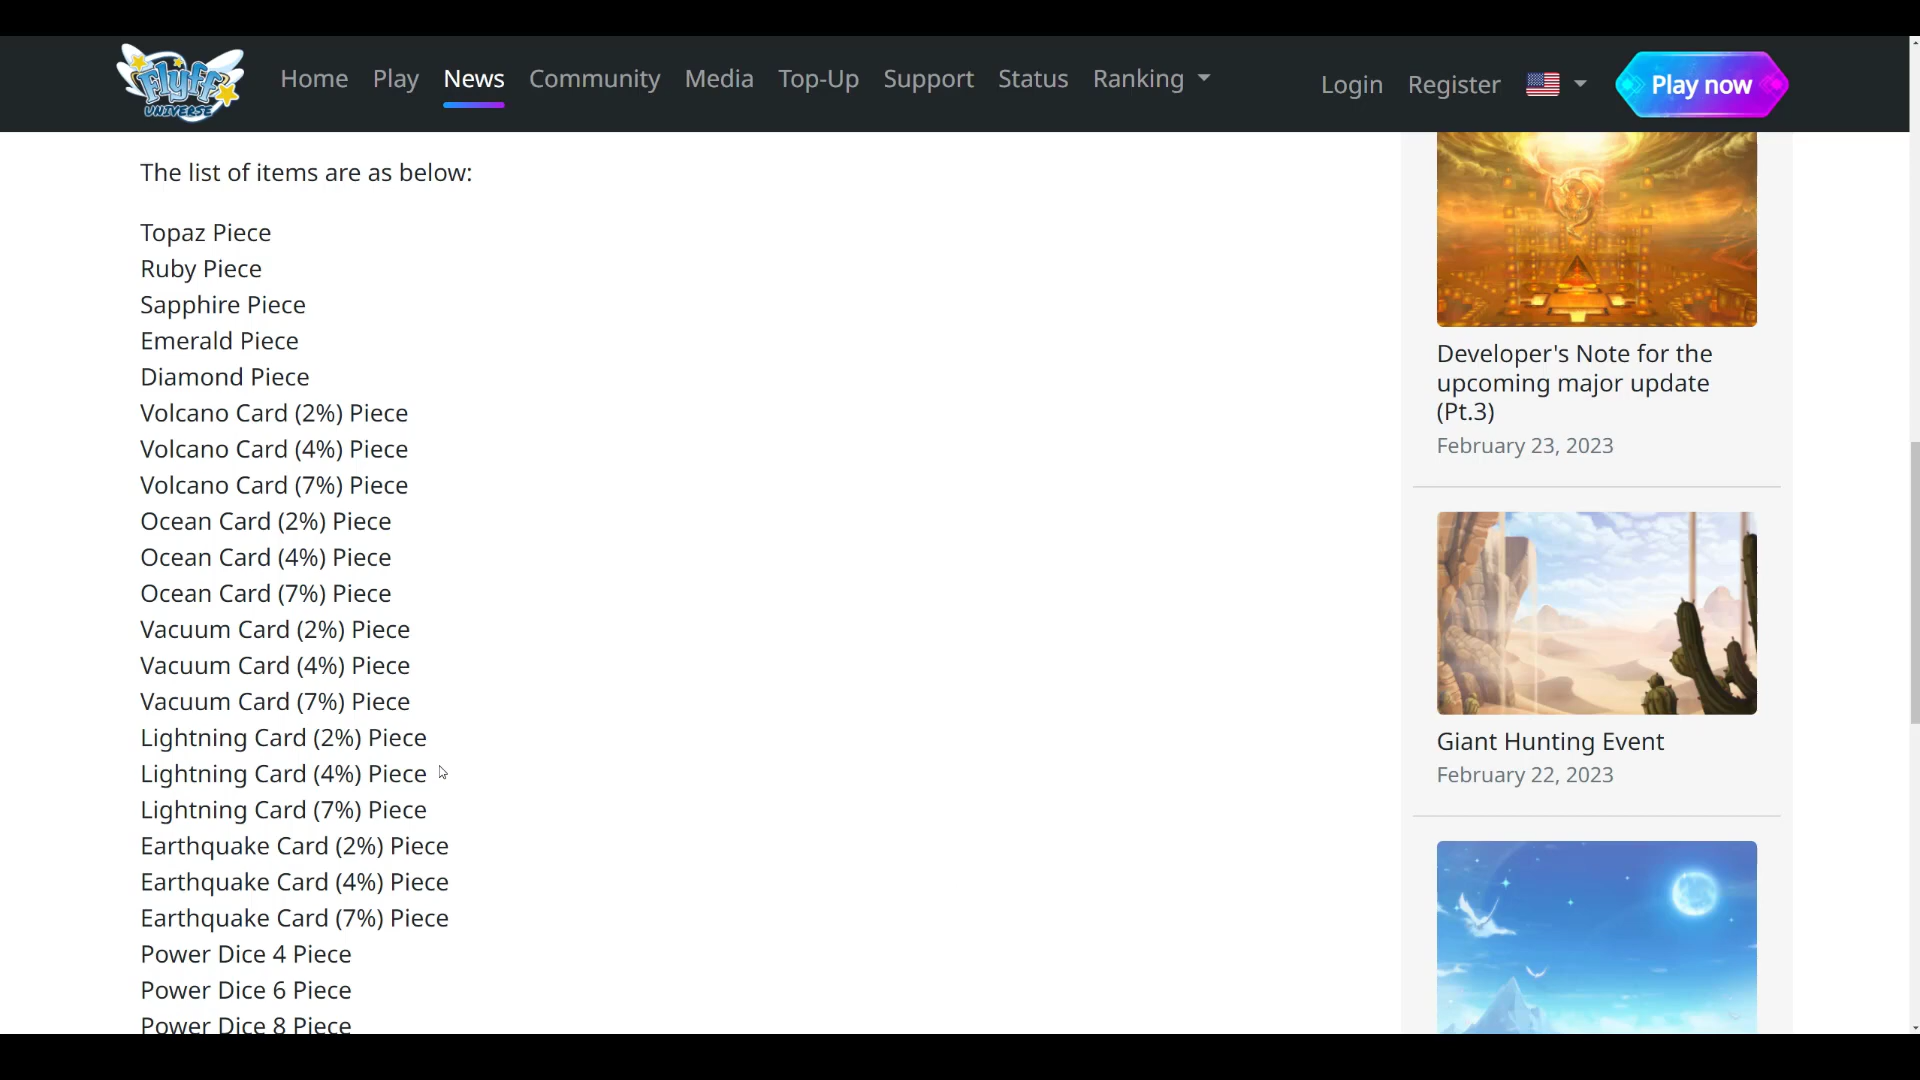 Flyff
UNIVERSE
Home
Play
News
Community
Media
Top-Up
Support
Status
Ranking
Login
Register
Play now
The list of items are as below:
Topaz Piece
Ruby Piece
Sapphire Piece
Emerald Piece
Diamond Piece
Volcano Card (2%) Piece
Volcano Card (4%) Piece
Volcano Card (7%) Piece
Ocean Card (2%) Piece
Ocean Card (4%) Piece
Ocean Card (7%) Piece
Vacuum Card (2%) Piece
Vacuum Card (4%) Piece
Vacuum Card (7%) Piece
Lightning Card (2%) Piece
Lightning Card (4%) Piece
Lightning Card (7%) Piece
Earthquake Card (2%) Piece
Earthquake Card (4%) Piece
Earthquake Card (7%) Piece
Power Dice 4 Piece
Power Dice 6 Piece
Power Dice 8 Piece
Developer's Note for the
upcoming major update
(Pt.3)
February 23, 2023
Giant Hunting Event
February 22, 2023